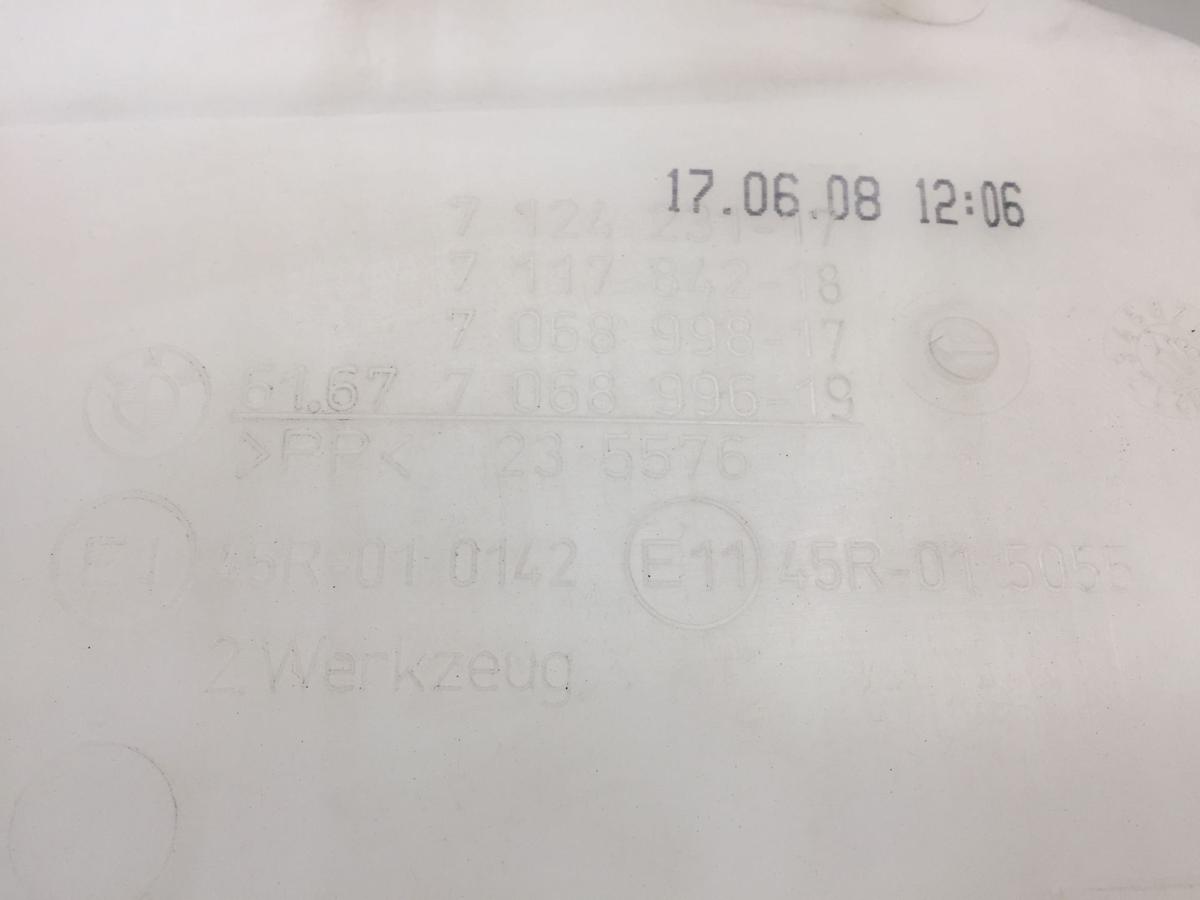 17.06.08 12:06
7 124 231-17
7 117 842-18
7 068 998-17
61.67 7 068 996-19
>PP< 23 5576
E1 45R-01 0142 E11 45R-01 5055
2.Werkzeug